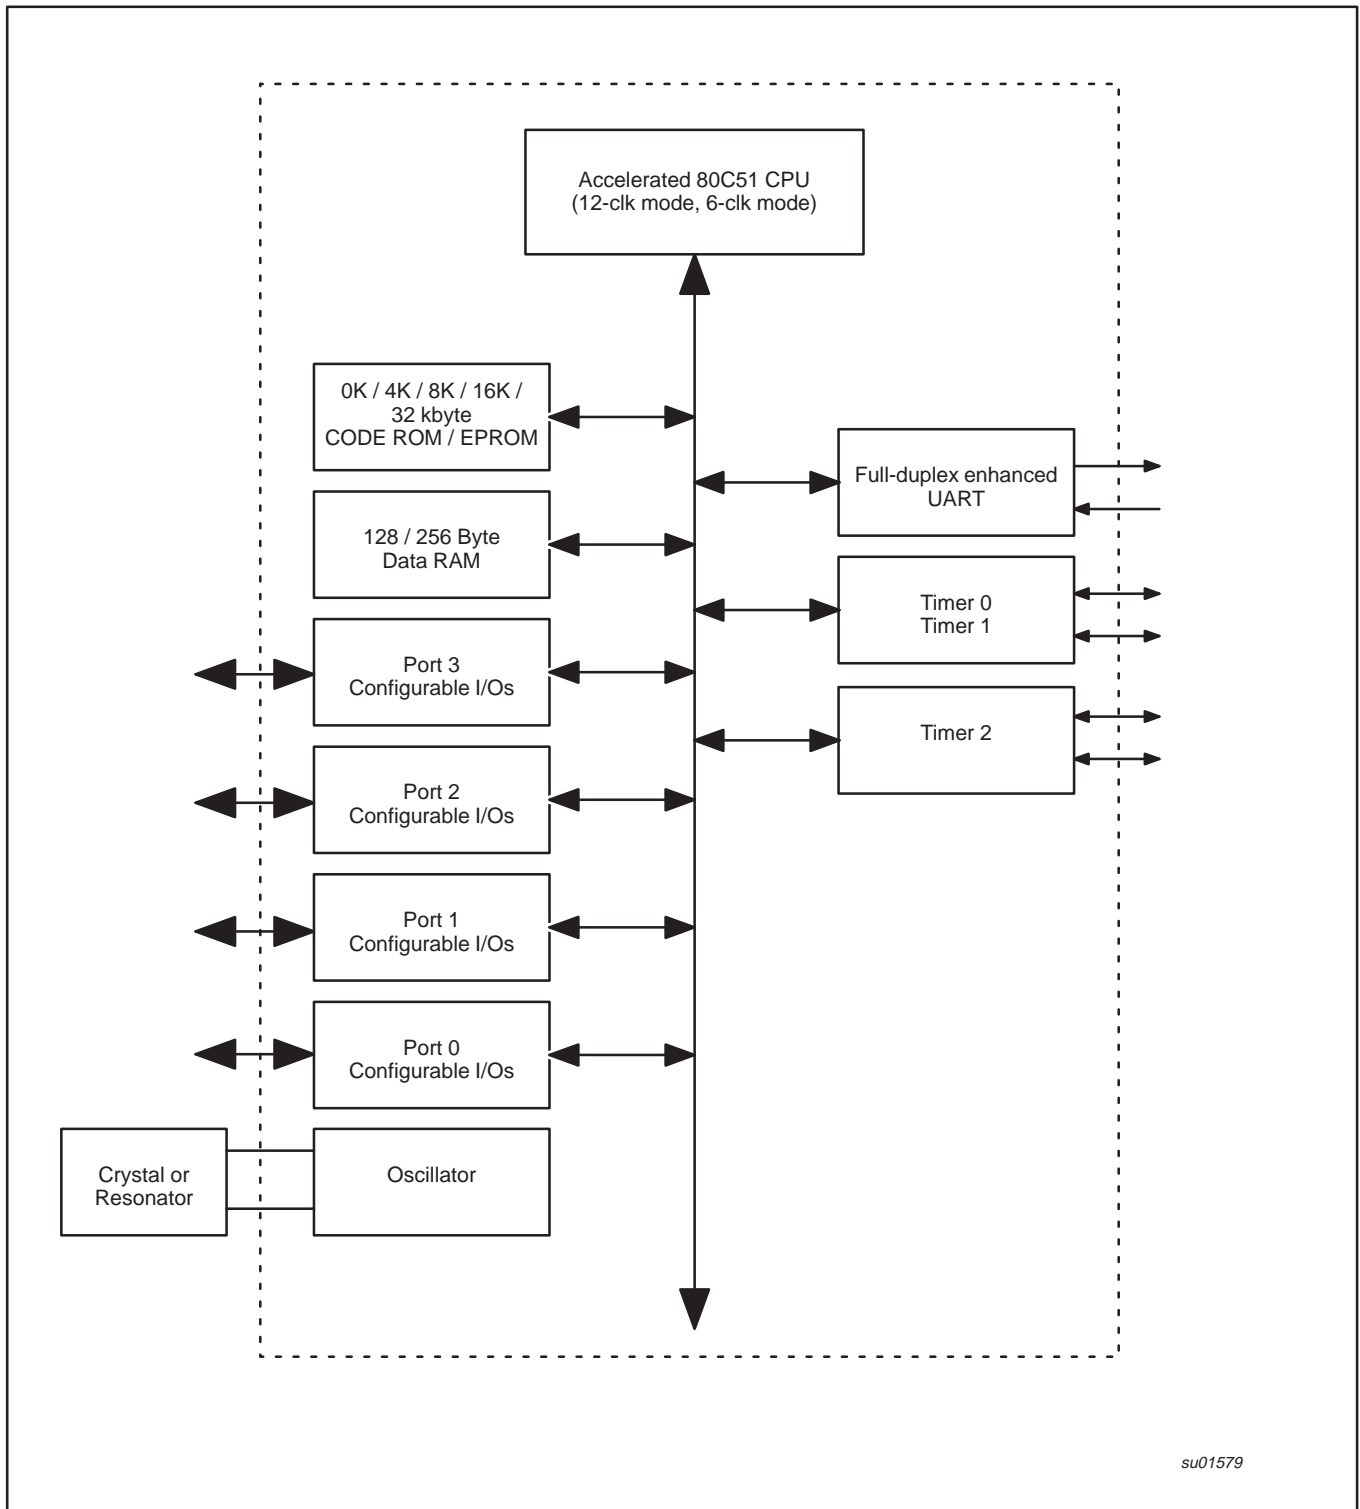 Accelerated 80C51 CPU
(12-clk mode, 6-clk mode)
0K / 4K / 8K / 16K /
32 kbyte
CODE ROM / EPROM
128 / 256 Byte
Data RAM
Port 3
Configurable I/Os
Port 2
Configurable I/Os
Port 1
Configurable I/Os
Port 0
Configurable I/Os
Crystal or
Resonator
Oscillator
Full-duplex enhanced
UART
Timer 0
Timer 1
Timer 2
su01579